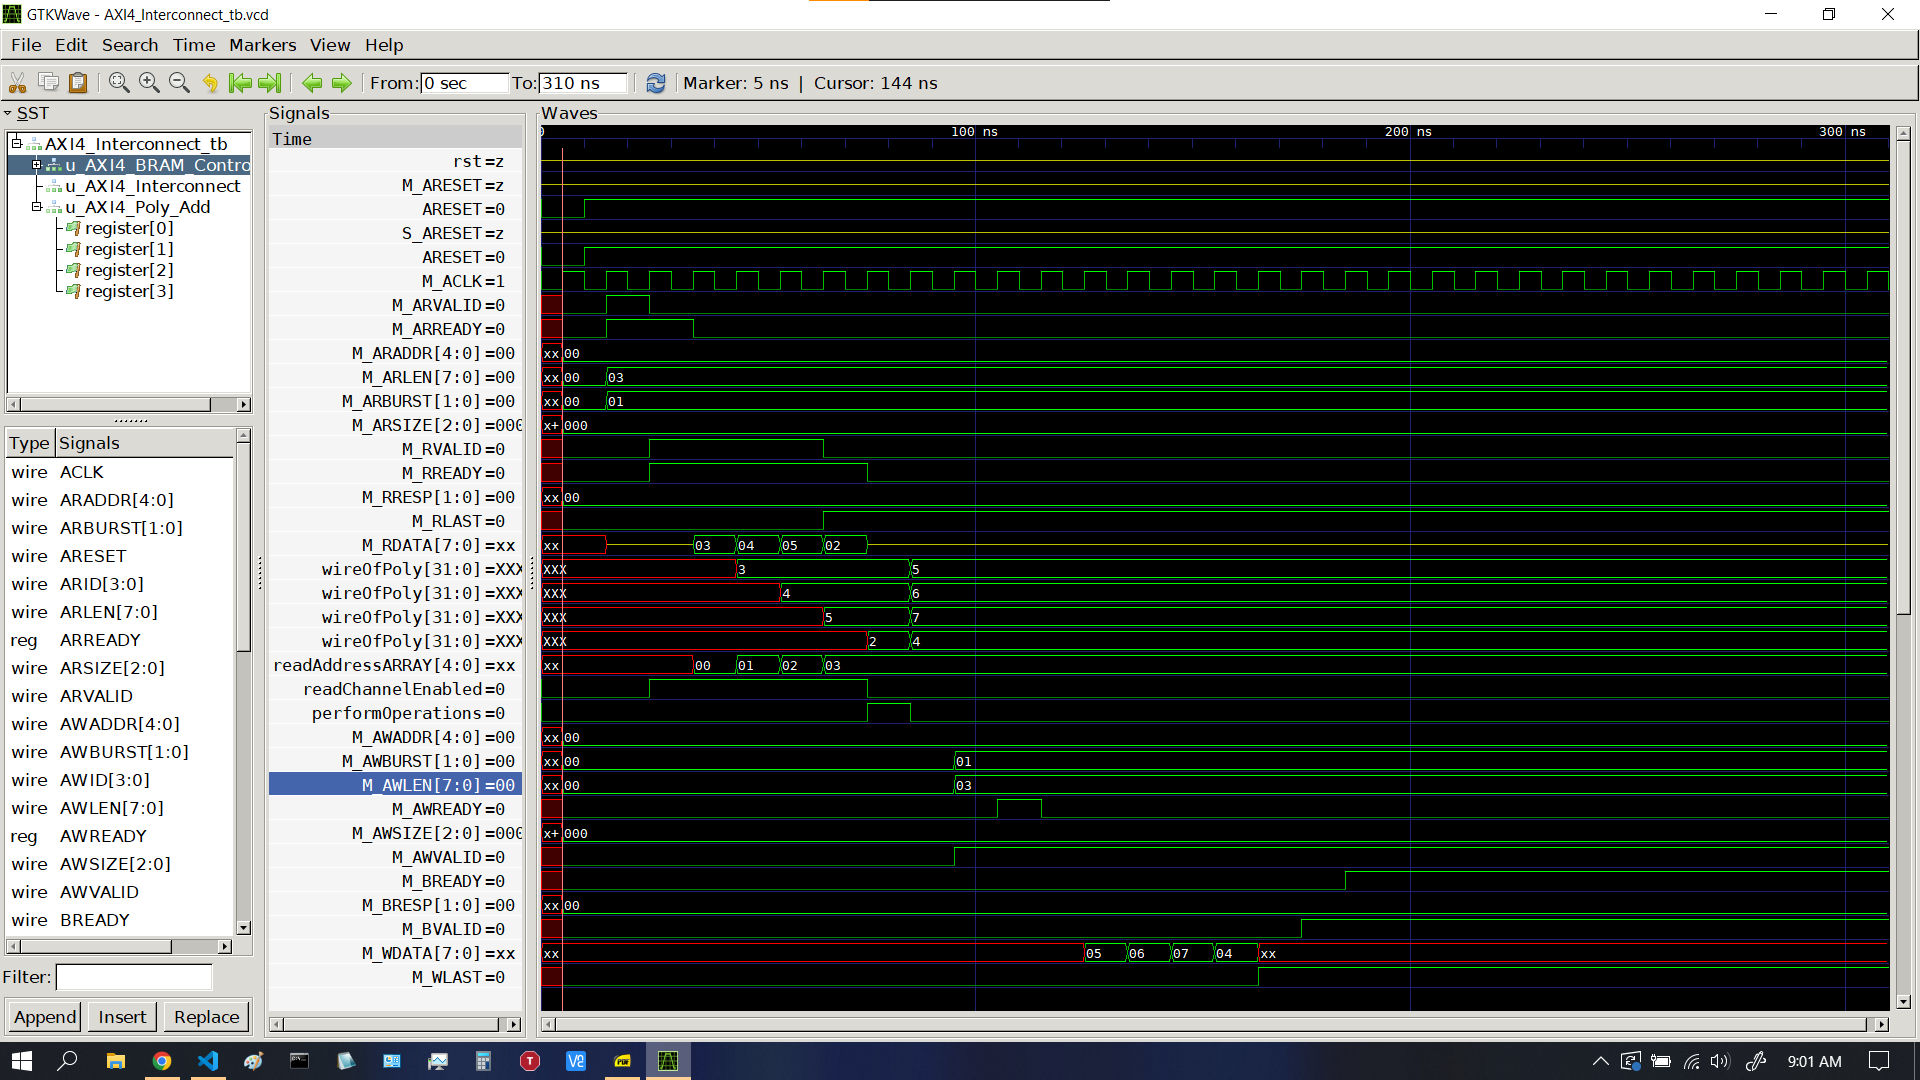 GTKWave - AXI4_Interconnect_tb.vcd
File Edit Search Time Markers View Help
From: 0 sec To: 310 ns Marker: 5 ns | Cursor: 144 ns
SST
AXI4_Interconnect_tb
u_AXI4_BRAM_Contro
u_AXI4_Interconnect
u_AXI4_Poly_Add
register[0]
register[1]
register[2]
register[3]
Type Signals
wire ACLK
wire ARADDR[4:0]
wire ARBURST[1:0]
wire ARESET
wire ARID[3:0]
wire ARLEN[7:0]
reg ARREADY
wire ARSIZE[2:0]
wire ARVALID
wire AWADDR[4:0]
wire AWBURST[1:0]
wire AWID[3:0]
wire AWLEN[7:0]
reg AWREADY
wire AWSIZE[2:0]
wire AWVALID
wire BREADY
Filter:
Append Insert Replace
Signals
Time
rst=z
M_ARESET=z
ARESET=0
S_ARESET=z
ARESET=0
M_ACLK=1
M_ARVALID=0
M_ARREADY=0
M_ARADDR[4:0]=00
M_ARLEN[7:0]=00
M_ARBURST[1:0]=00
M_ARSIZE[2:0]=000
M_RVALID=0
M_RREADY=0
M_RRESP[1:0]=00
M_RLAST=0
M_RDATA[7:0]=xx
wireOfPoly[31:0]=XXX
wireOfPoly[31:0]=XXX
wireOfPoly[31:0]=XXX
wireOfPoly[31:0]=XXX
readAddressARRAY[4:0]=xx
readChannelEnabled=0
performOperations=0
M_AWADDR[4:0]=00
M_AWBURST[1:0]=00
M_AWLEN[7:0]=00
M_AWREADY=0
M_AWSIZE[2:0]=000
M_AWVALID=0
M_BREADY=0
M_BRESP[1:0]=00
M_BVALID=0
M_WDATA[7:0]=xx
M_WLAST=0
Waves
0 100 ns 200 ns 300 ns
xx 00
xx 00 03
xx 00 01
x+ 000
xx 00
xx 03 04 05 02
XXX 3 5
XXX 4 6
XXX 5 7
XXX 2 4
xx 00 01 02 03
xx 00
xx 00 01
xx 00 03
x+ 000
xx 00
xx 05 06 07 04 xx
9:01 AM